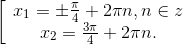 x₁ = ±π/4 + 2πn, n ∈ z
x₂ = 3π/4 + 2πn.